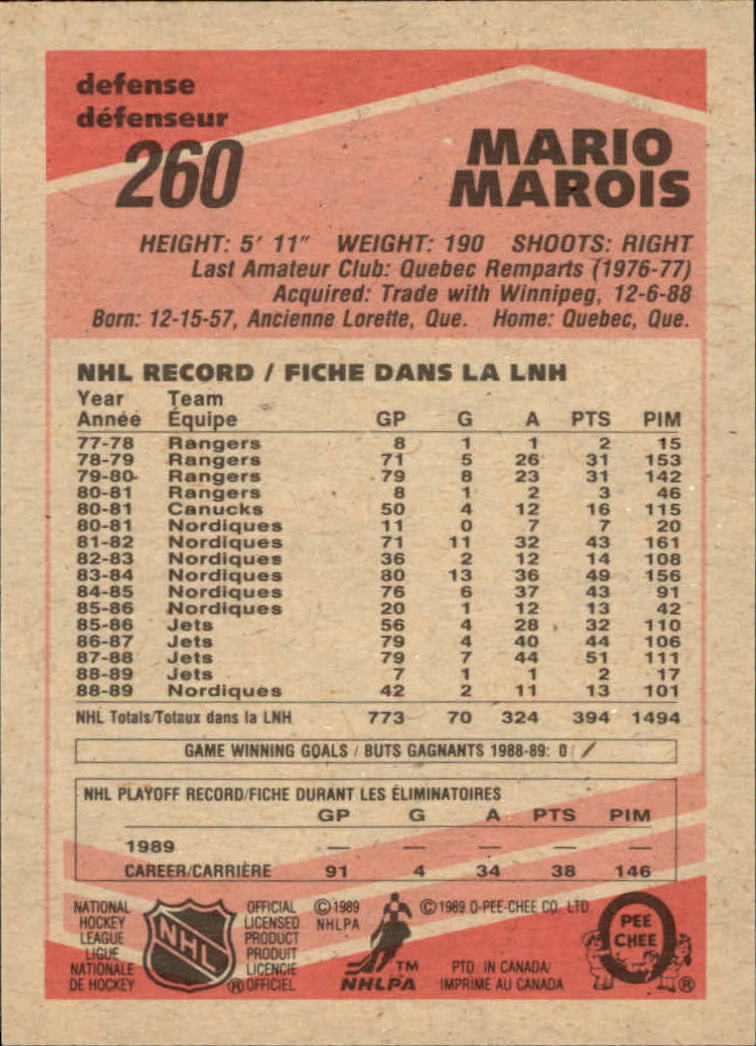 defense
défenseur
260
MARIO
MAROIS
HEIGHT: 5' 11" WEIGHT: 190 SHOOTS: RIGHT
Last Amateur Club: Quebec Remparts (1976-77)
Acquired: Trade with Winnipeg, 12-6-88
Born: 12-15-57, Ancienne Lorette, Que. Home: Quebec, Que.
NHL RECORD / FICHE DANS LA LNH
Year Team
Année Équipe GP G A PTS PIM
77-78 Rangers 8 1 1 2 15
78-79 Rangers 71 5 26 31 153
79-80 Rangers 79 8 23 31 142
80-81 Rangers 8 1 2 3 46
80-81 Canucks 50 4 12 16 115
80-81 Nordiques 11 0 7 7 20
81-82 Nordiques 71 11 32 43 161
82-83 Nordiques 36 2 12 14 108
83-84 Nordiques 80 13 36 49 156
84-85 Nordiques 76 6 37 43 91
85-86 Nordiques 20 1 12 13 42
85-86 Jets 56 4 28 32 110
86-87 Jets 79 4 40 44 106
87-88 Jets 79 7 44 51 111
88-89 Jets 7 1 1 2 17
88-89 Nordiques 42 2 11 13 101
NHL Totals/Totaux dans la LNH 773 70 324 394 1494
GAME WINNING GOALS / BUTS GAGNANTS 1988-89: 0
NHL PLAYOFF RECORD/FICHE DURANT LES ÉLIMINATOIRES
GP G A PTS PIM
1989 — — — — —
CAREER/CARRIÈRE 91 4 34 38 146
NATIONAL
HOCKEY
LEAGUE
LIGUE
NATIONALE
DE HOCKEY
NHL
®
OFFICIAL
LICENSED
PRODUCT
PRODUIT
LICENCIE
OFFICIEL
©1989
NHLPA
TM
NHLPA
©1989 O-PEE-CHEE CO. LTD
PTD. IN CANADA/
IMPRIMÉ AU CANADA
PEE
CHEE
®